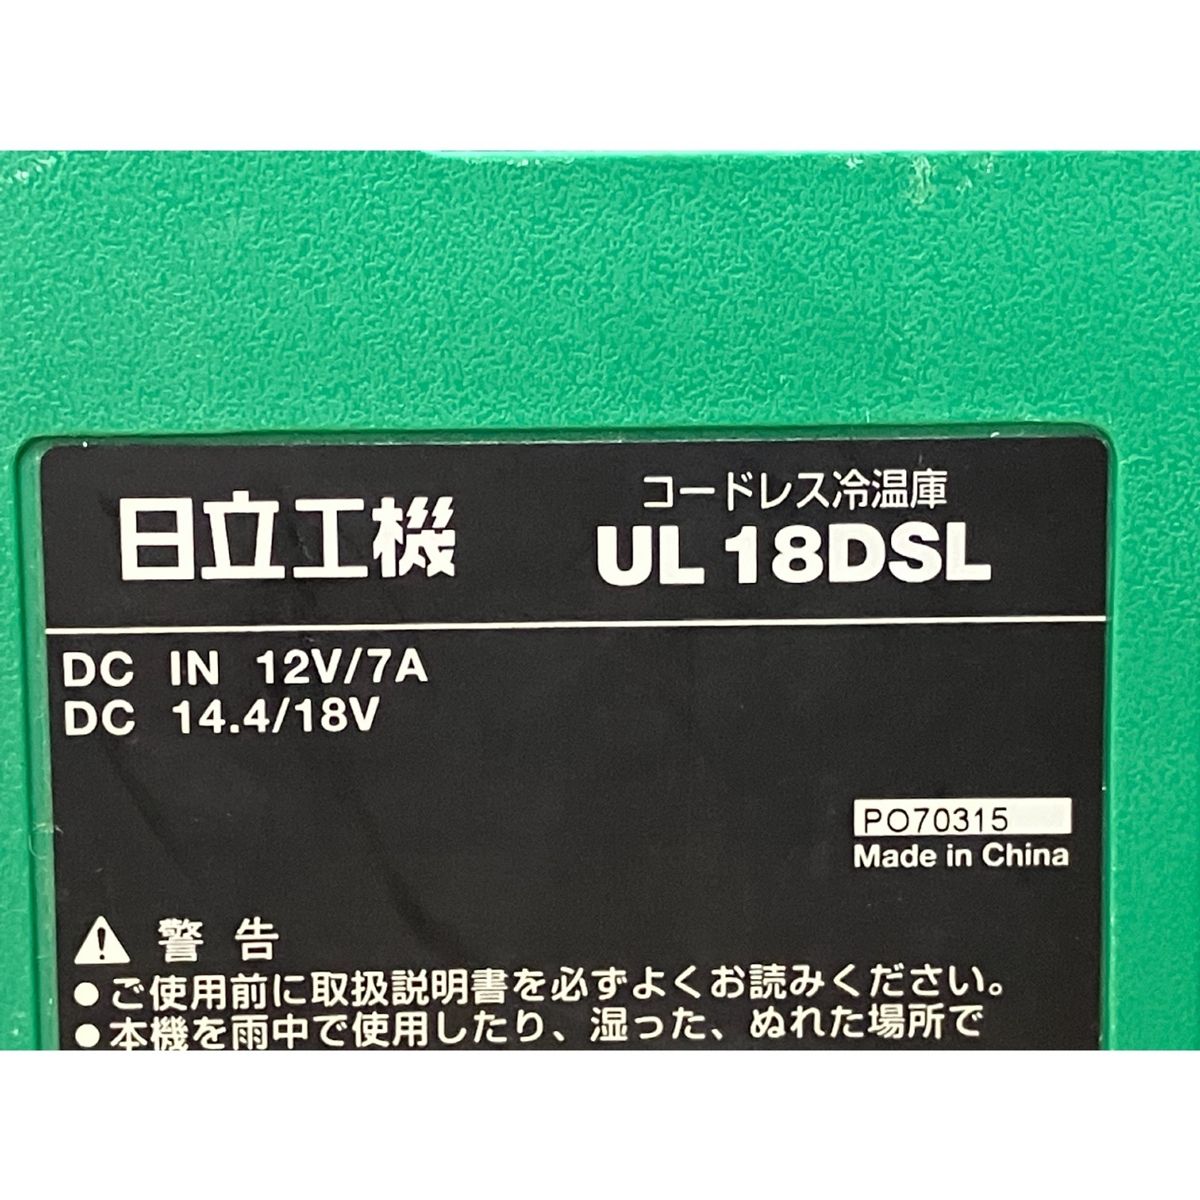 日立工機
コードレス冷温庫
UL18DSL
DC IN 12V/7A
DC 14.4/18V
PO70315
Made in China
警告
●ご使用前に取扱説明書を必ずよくお読みください。
●本機を雨中で使用したり、湿った、ぬれた場所で